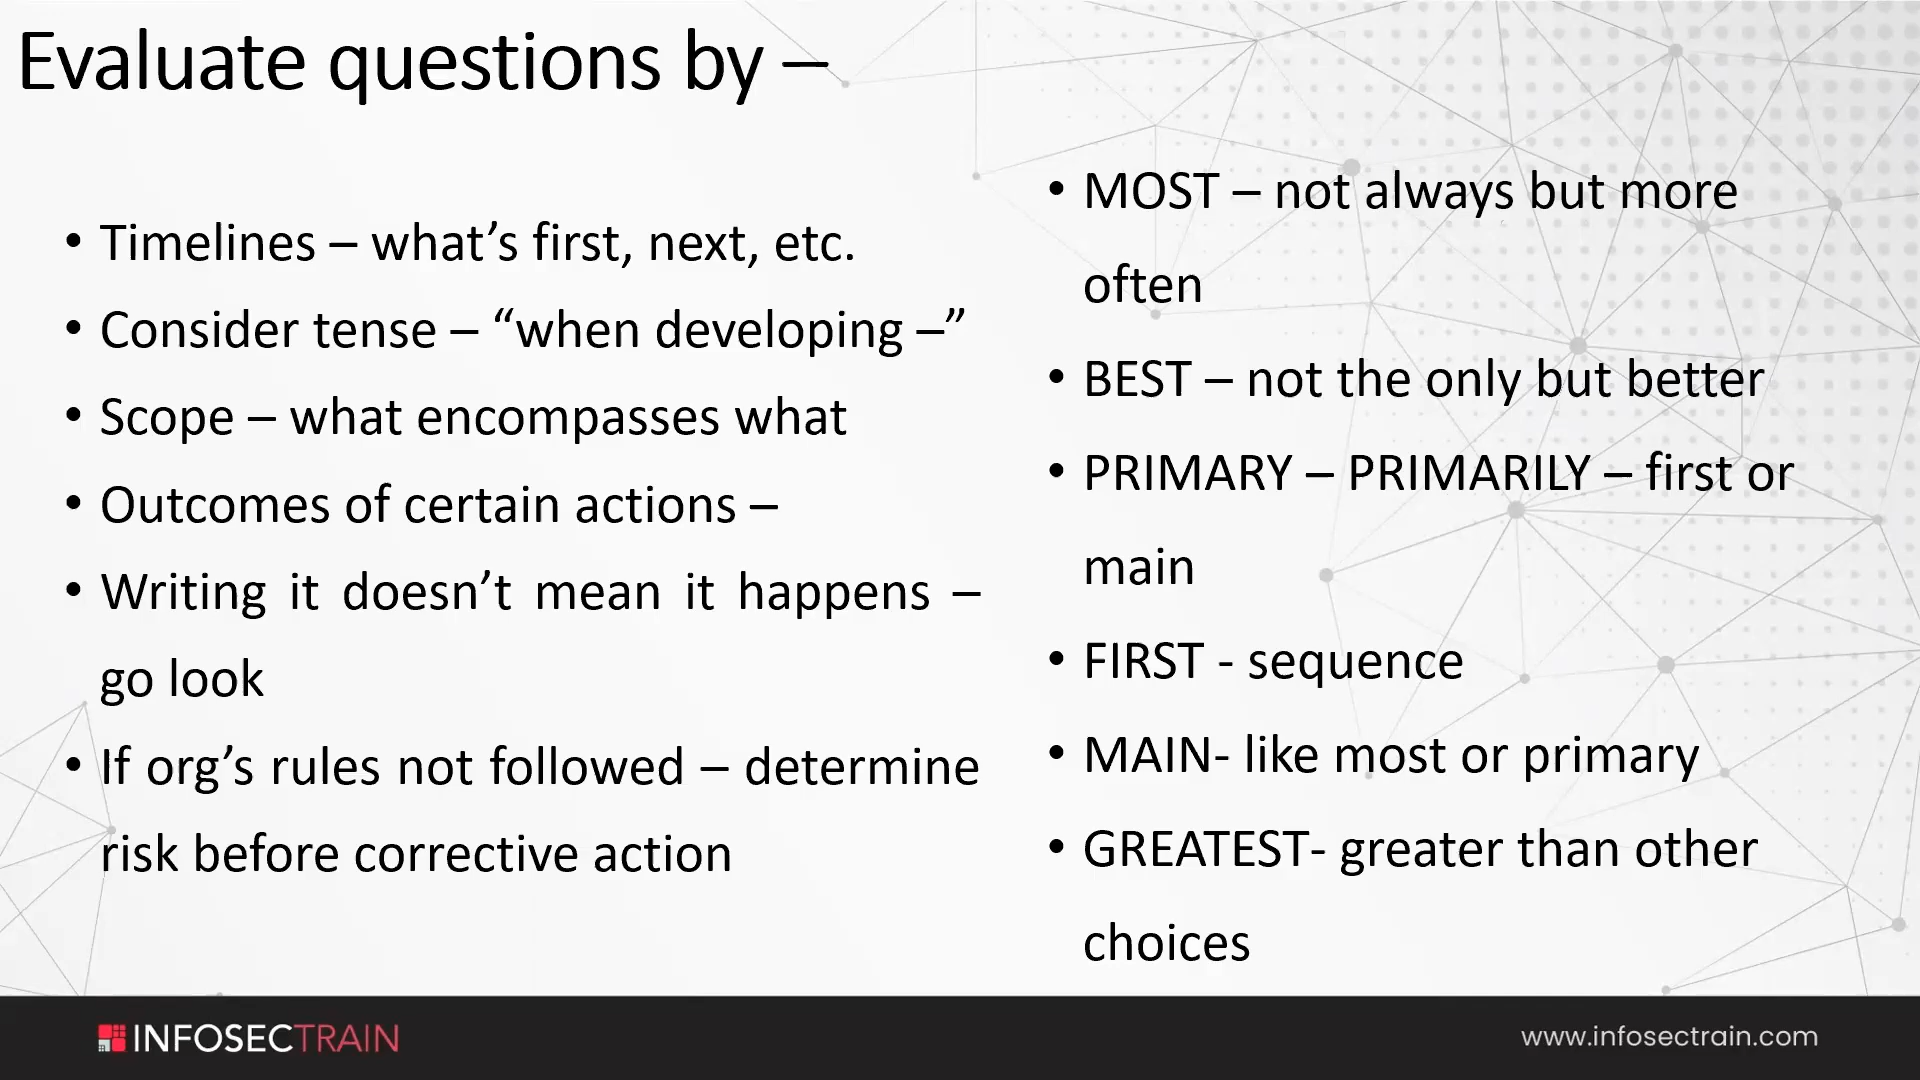 Evaluate questions by –
• Timelines – what’s first, next, etc.
• Consider tense – “when developing –”
• Scope – what encompasses what
• Outcomes of certain actions –
• Writing it doesn’t mean it happens –
go look
• If org’s rules not followed – determine
risk before corrective action
• MOST – not always but more
often
• BEST – not the only but better
• PRIMARY – PRIMARILY – first or
main
• FIRST - sequence
• MAIN- like most or primary
• GREATEST- greater than other
choices
INFOSECTRAIN
www.infosectrain.com